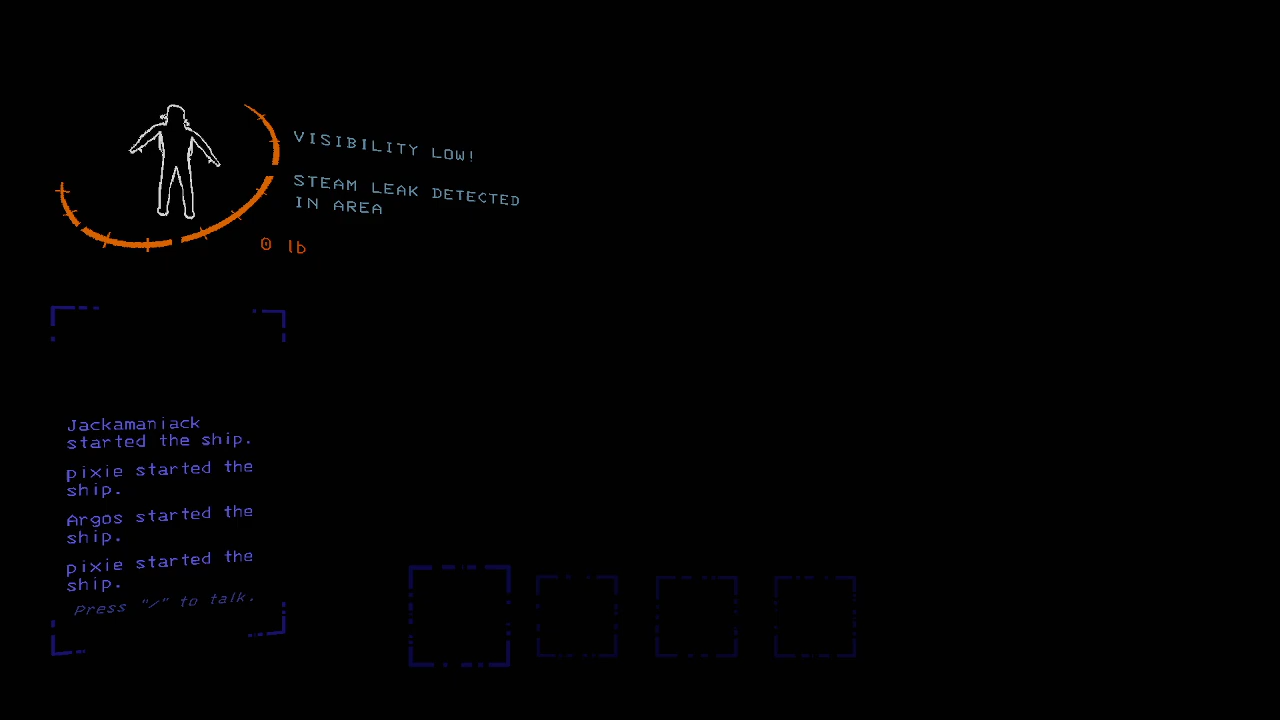 VISIBILITY LOW!
STEAM LEAK DETECTED
IN AREA
0 lb
Jackamaniack
started the ship.
pixie started the
ship.
Argos started the
ship.
pixie started the
ship.
Press "/" to talk.